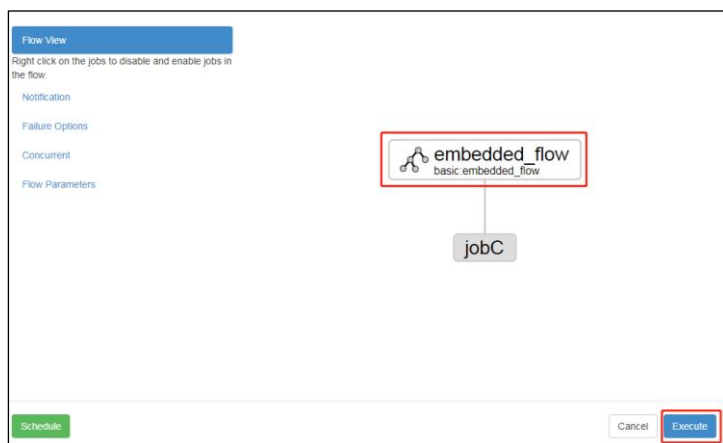 Flow View
Right click on the jobs to disable and enable jobs in
the flow.
Notification
Failure Options
Concurrent
Flow Parameters
embedded_flow
basic:embedded_flow
jobC
Schedule
Cancel
Execute